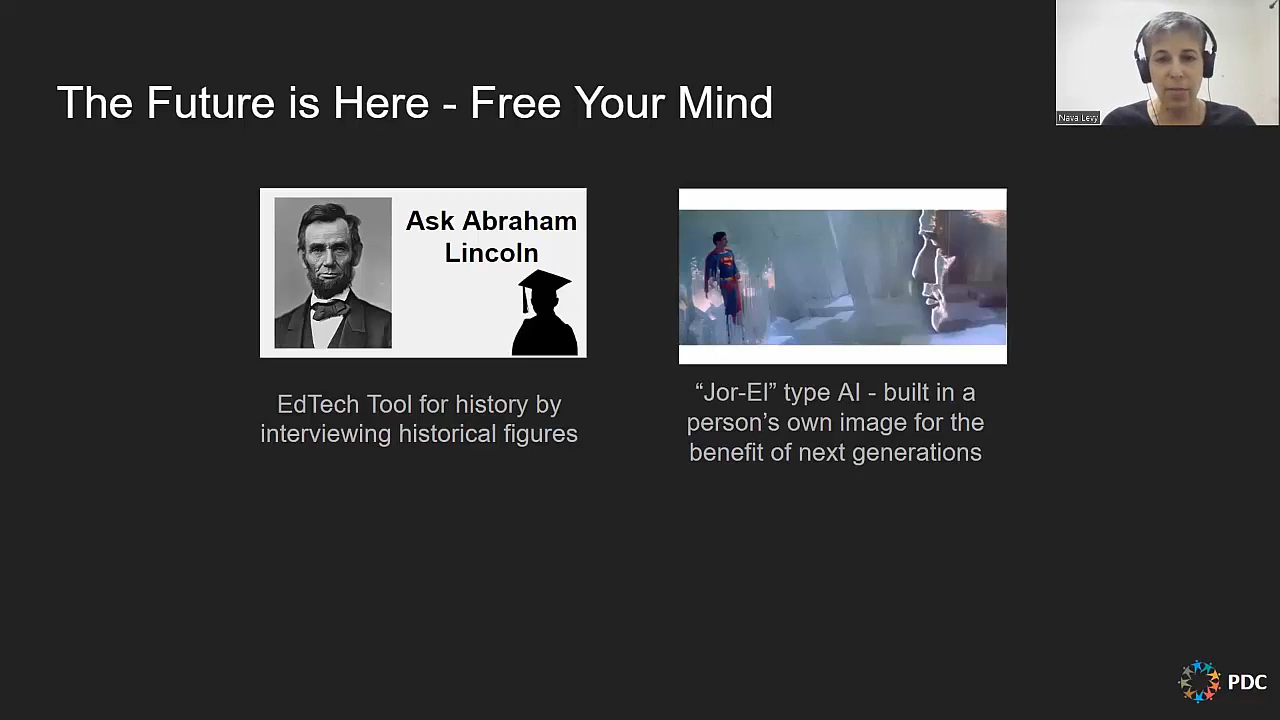 The Future is Here - Free Your Mind
Nava Levy
Ask Abraham
Lincoln
EdTech Tool for history by
interviewing historical figures
“Jor-El” type AI - built in a
person’s own image for the
benefit of next generations
PDC